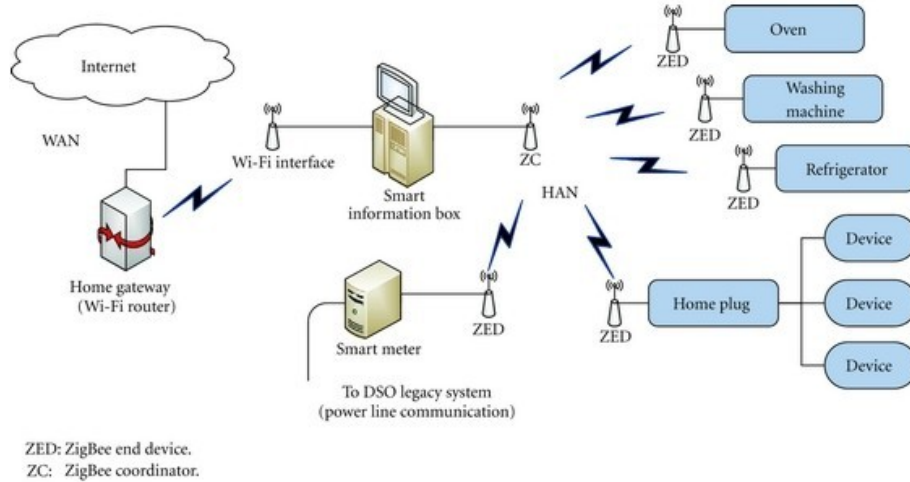 Internet
WAN
Home gateway
(Wi-Fi router)
Wi-Fi interface
Smart
information box
ZC
HAN
ZED
Oven
ZED
Washing
machine
ZED
Refrigerator
ZED
Home plug
Device
Device
Device
Smart meter
ZED
To DSO legacy system
(power line communication)
ZED: ZigBee end device.
ZC: ZigBee coordinator.